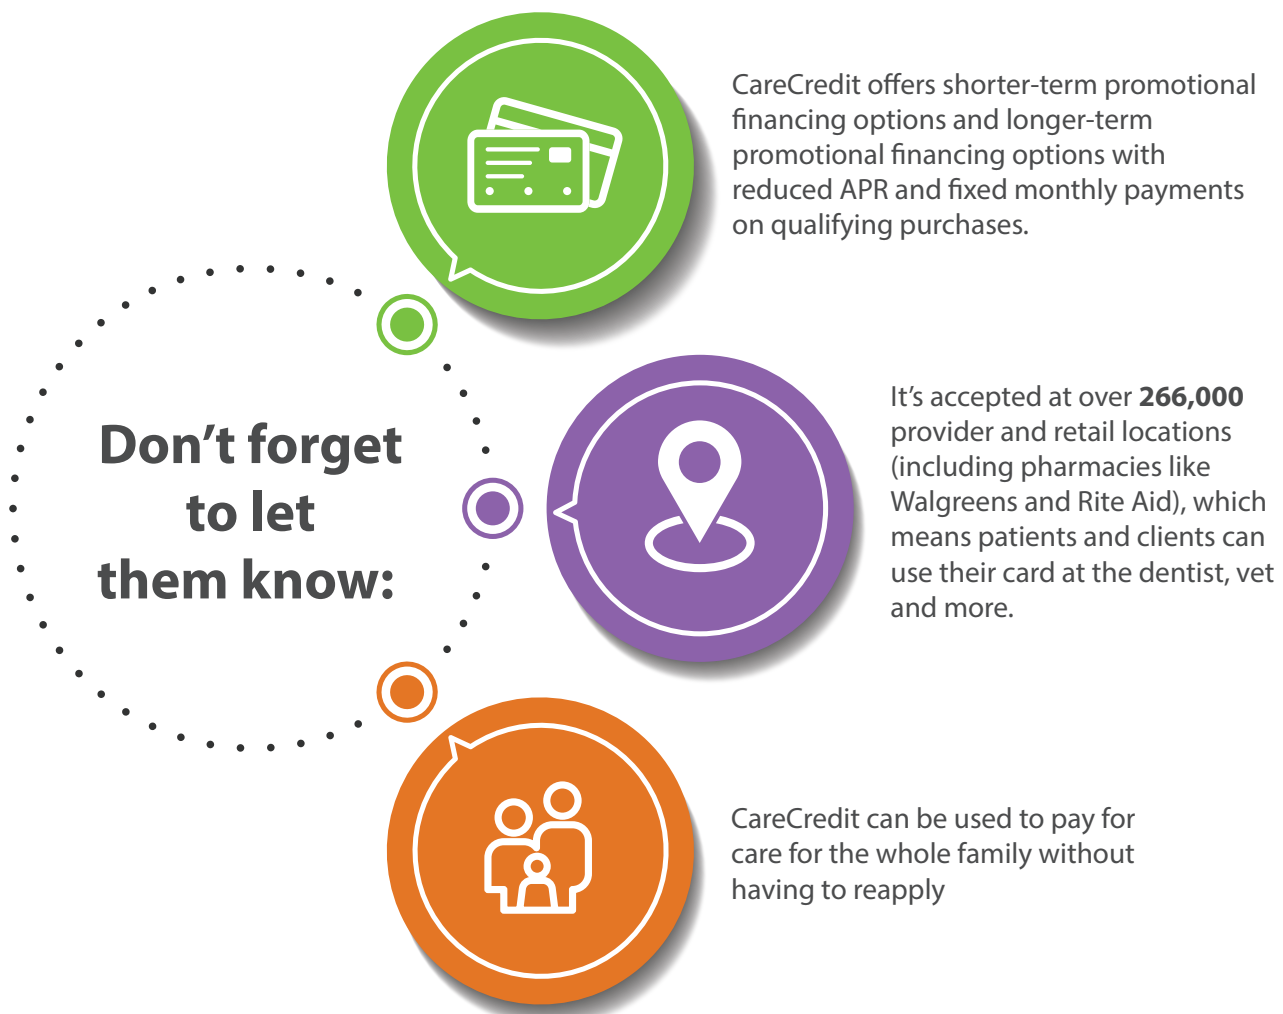 Don’t forget
to let
them know:
CareCredit offers shorter-term promotional
financing options and longer-term
promotional financing options with
reduced APR and fixed monthly payments
on qualifying purchases.
It’s accepted at over 266,000
provider and retail locations
(including pharmacies like
Walgreens and Rite Aid), which
means patients and clients can
use their card at the dentist, vet
and more.
CareCredit can be used to pay for
care for the whole family without
having to reapply